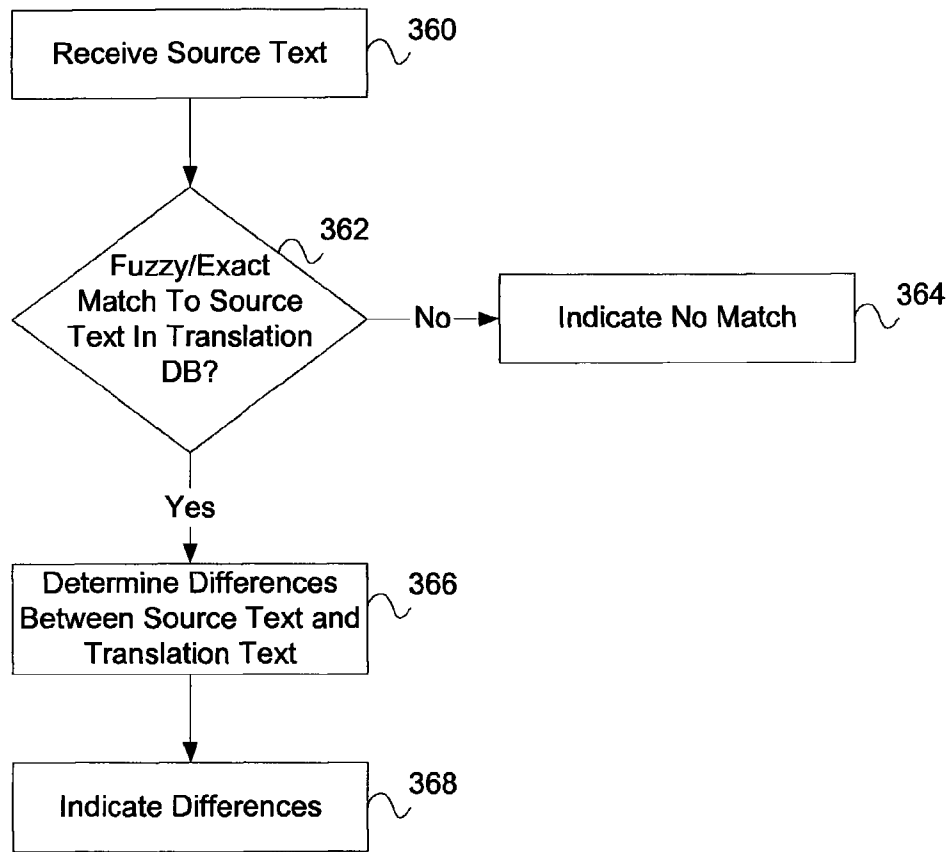 Receive Source Text
360
362
Fuzzy/Exact
Match To Source
Text In Translation
DB?
No
Indicate No Match
364
Yes
Determine Differences
Between Source Text and
Translation Text
366
Indicate Differences
368